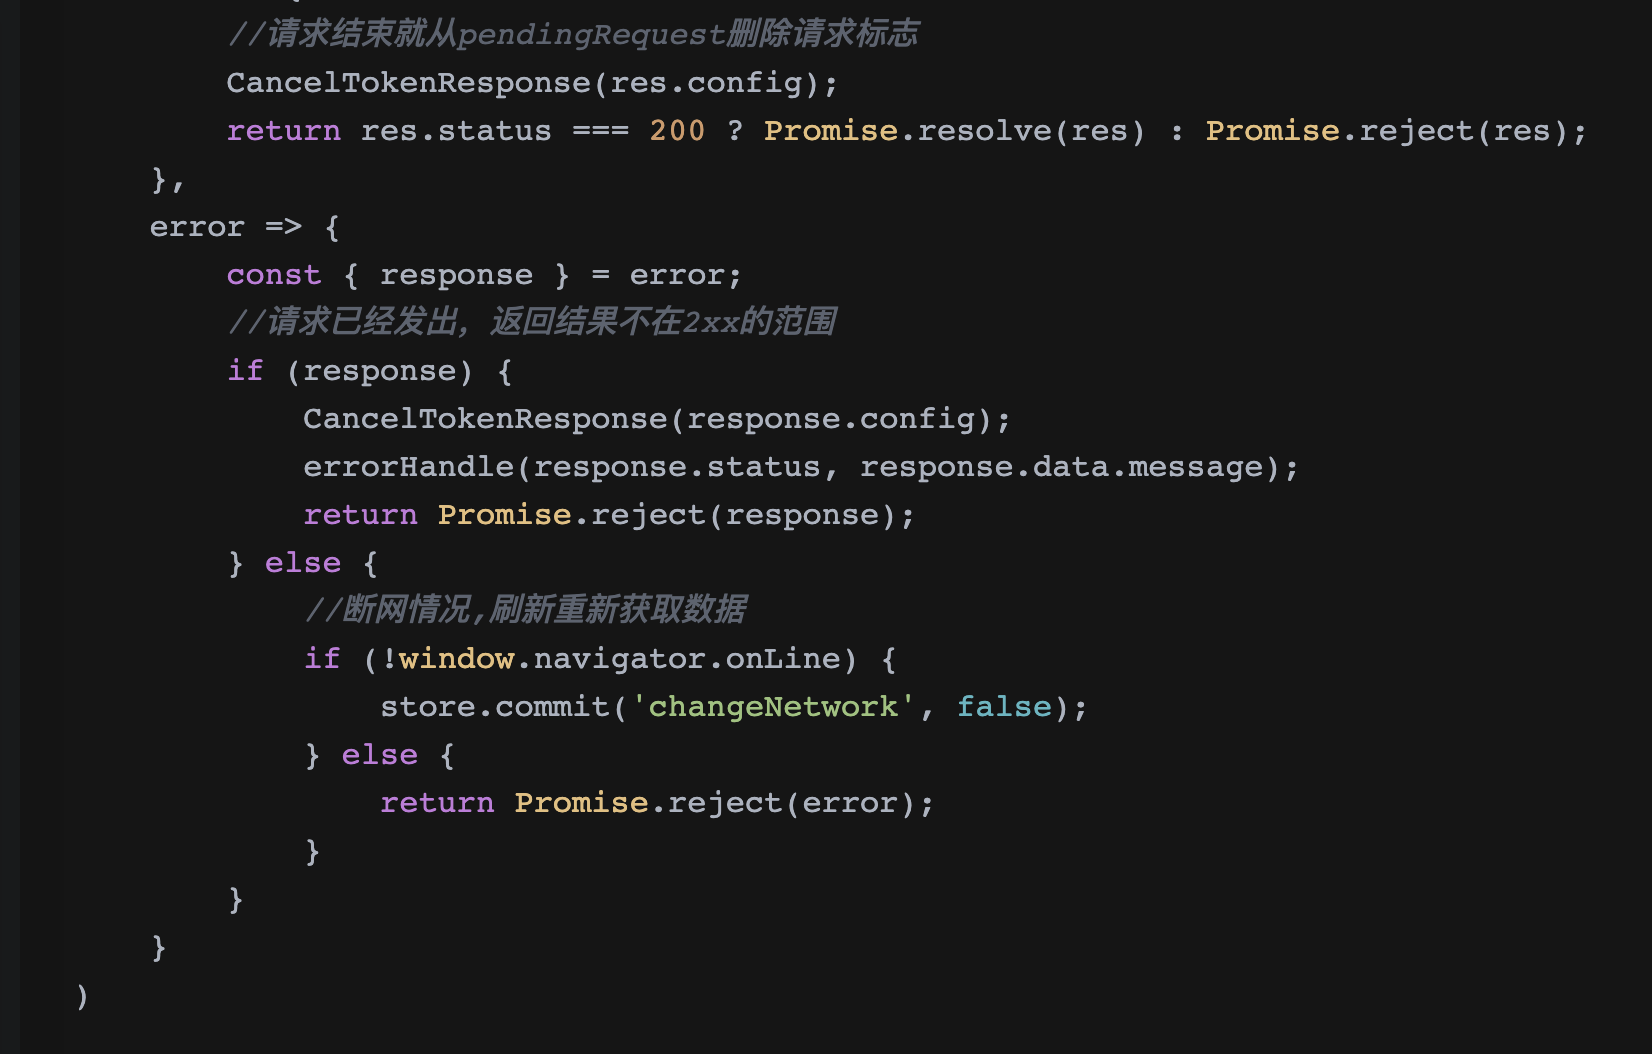 //请求结束就从pendingRequest删除请求标志
CancelTokenResponse(res.config);
return res.status === 200 ? Promise.resolve(res) : Promise.reject(res);
},
error => {
const { response } = error;
//请求已经发出，返回结果不在2xx的范围
if (response) {
CancelTokenResponse(response.config);
errorHandle(response.status, response.data.message);
return Promise.reject(response);
} else {
//断网情况,刷新重新获取数据
if (!window.navigator.onLine) {
store.commit('changeNetwork', false);
} else {
return Promise.reject(error);
}
}
}
)